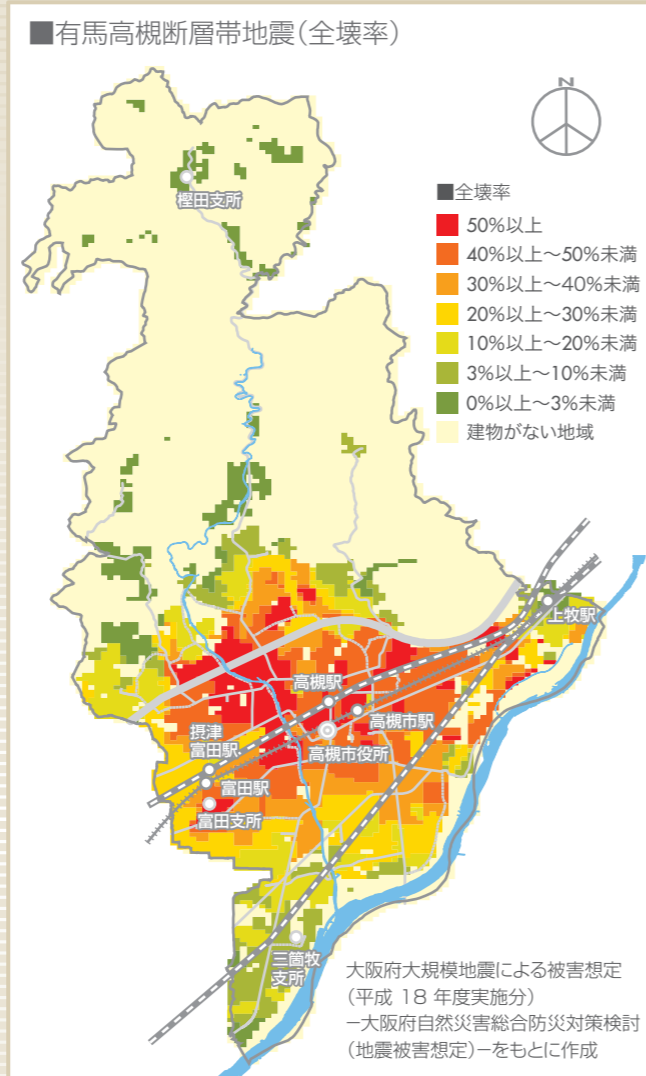 ■有馬高槻断層帯地震(全壊率)
N
樫田支所
■全壊率
50%以上
40%以上〜50%未満
30%以上〜40%未満
20%以上〜30%未満
10%以上〜20%未満
3%以上〜10%未満
0%以上〜3%未満
建物がない地域
上牧駅
高槻駅
高槻市駅
摂津
富田駅
高槻市役所
富田駅
富田支所
三箇牧
支所
大阪府大規模地震による被害想定
(平成 18 年度実施分)
−大阪府自然災害総合防災対策検討
(地震被害想定)−をもとに作成